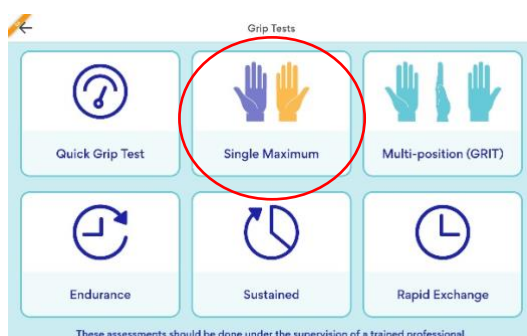 Grip Tests
Quick Grip Test
Single Maximum
Multi-position (GRIT)
Endurance
Sustained
Rapid Exchange
These assessments should be done under the supervision of a trained professional.